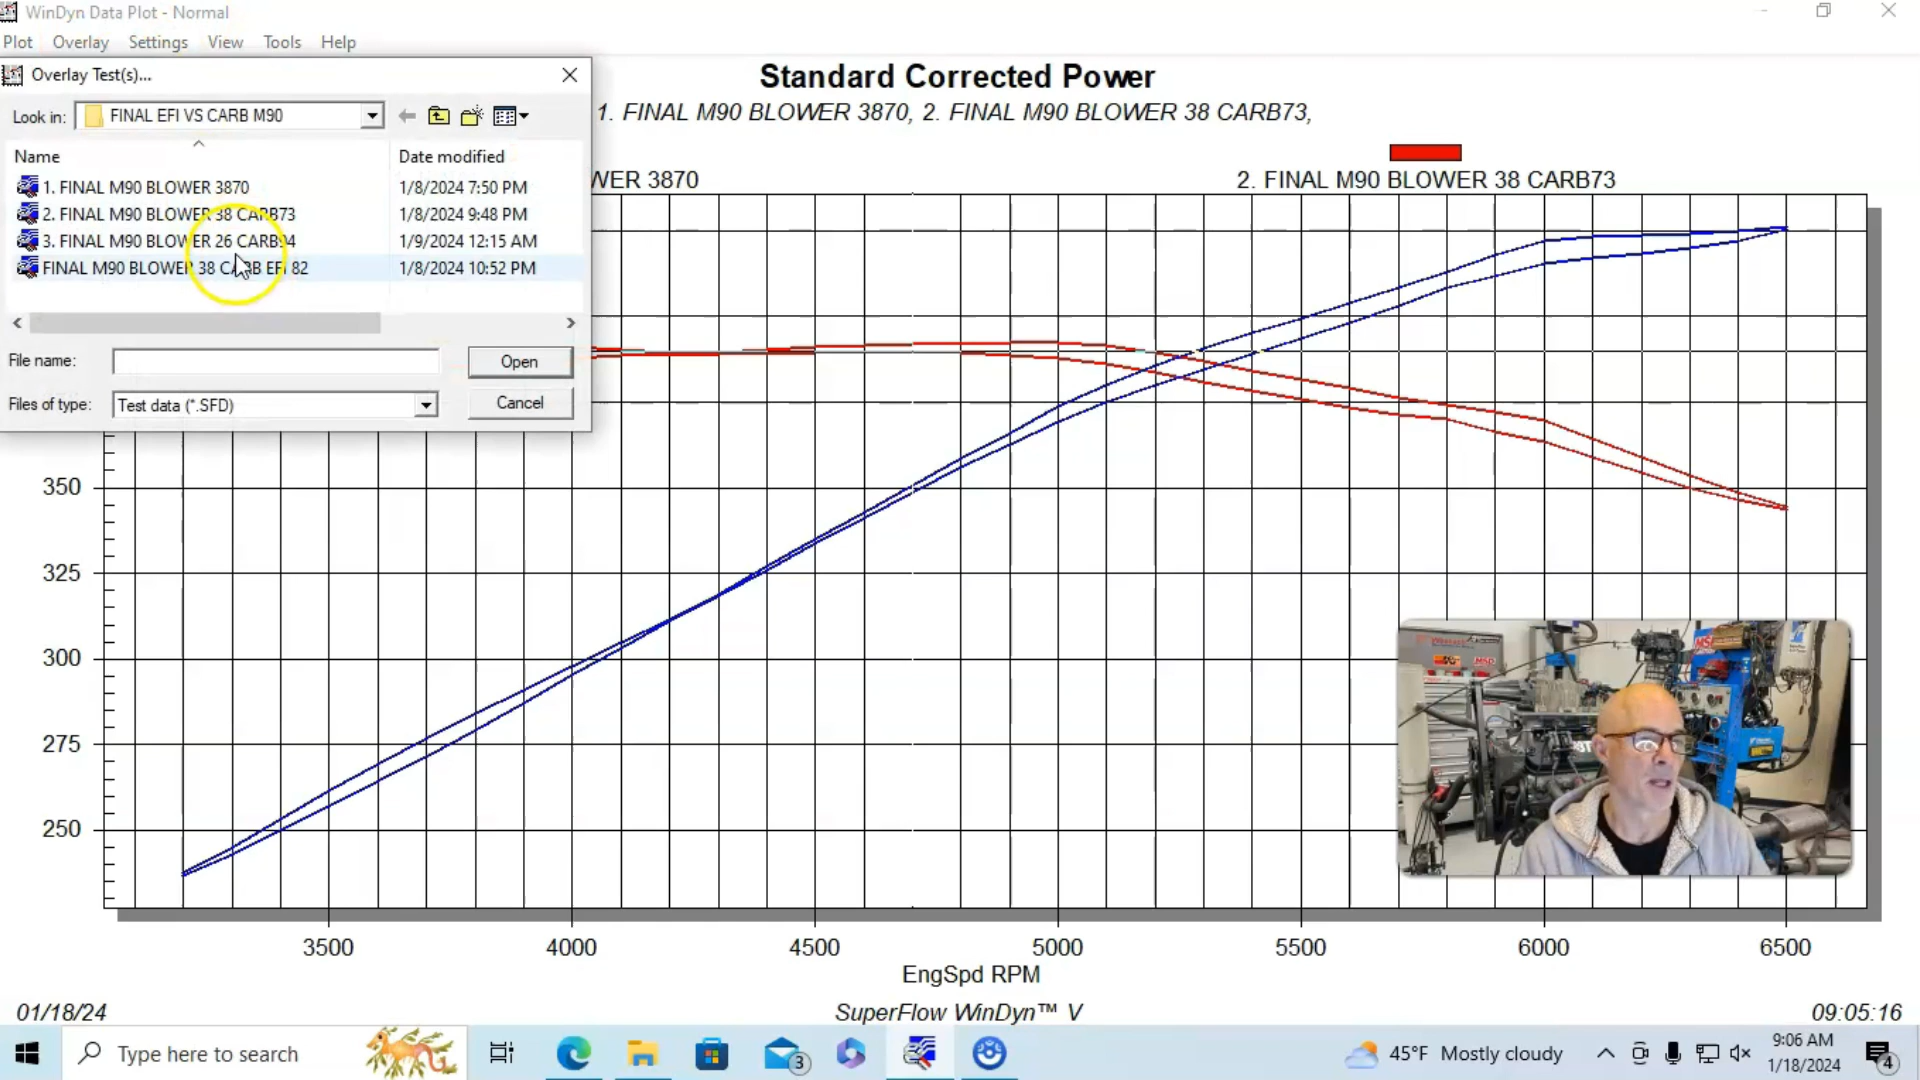 WinDyn Data Plot - Normal
Plot Overlay Settings View Tools Help
Overlay Test(s)...
Look in: FINAL EFI VS CARB M90
Name Date modified
1. FINAL M90 BLOWER 3870 1/8/2024 7:50 PM
2. FINAL M90 BLOWER 38 CARB73 1/8/2024 9:48 PM
3. FINAL M90 BLOWER 26 CARB94 1/9/2024 12:15 AM
FINAL M90 BLOWER 38 CARB EFI 82 1/8/2024 10:52 PM
File name: Open
Files of type: Test data (*.SFD) Cancel
Standard Corrected Power
1. FINAL M90 BLOWER 3870, 2. FINAL M90 BLOWER 38 CARB73,
WER 3870
2. FINAL M90 BLOWER 38 CARB73
350
325
300
275
250
MSD
MSD
3500 4000 4500 5000 5500 6000 6500
EngSpd RPM
01/18/24 SuperFlow WinDyn™ V 09:05:16
Type here to search
3
45°F Mostly cloudy
9:06 AM
1/18/2024
4